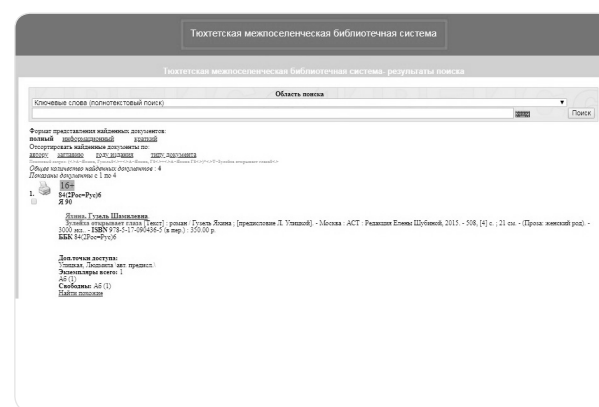 Тюхтетская межпоселенческая библиотечная система
Тюхтетская межпоселенческая библиотечная система- результаты поиска
Область поиска
Ключевые слова (полнотекстовый поиск)
Поиск
Формат представления найденных документов:
полный информационный краткий
Отсортировать найденные документы по:
автору заглавию году издания типу документа
Общее количество найденных документов : 4
Показаны документы с 1 по 4
16+
1. 84(2Рос=Рус)6
Я 90
Яхина, Гузель Шамилевна.
Зулейха открывает глаза [Текст] : роман / Гузель Яхина ; [предисловие Л. Улицкой]. - Москва : АСТ : Редакция Елены Шубиной, 2015. - 508, [4] с. ; 21 см. - (Проза: женский род). -
3000 экз.. - ISBN 978-5-17-090436-5 (в пер.) : 350.00 р.
ББК 84(2Рос=Рус)6
Доп.точки доступа:
Улицкая, Людмила \авт. предисл.\
Экземпляры всего: 1
Аб (1)
Свободны: Аб (1)
Найти похожие